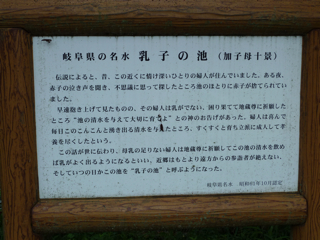 岐阜県の名水 乳子の池（加子母十景）
伝説によると、昔、この近くに情け深いひとりの婦人が住んでいました。ある夜、
赤子の泣き声を聞き、不思議に思って探したところ池のほとりに赤子が捨てられてい
ました。
早速抱き上げて見たものの、その婦人は乳がでない、困り果てて地蔵尊に祈願した
ところ“池の清水を与えて大切に育てよ”との神のお告げがあった。婦人は喜んで
毎日このこんこんと湧き出る清水を与えたところ、すくすくと育ち立派に成人して孝
養を尽くしたという。
この話が世に伝わり、母乳の足りない婦人は地蔵尊に祈願してこの池の清水を飲め
ば乳がよく出るようになるといい、近郷はもとより遠方からの参詣者が絶えない。
そしていつの日かこの池を“乳子の池”と呼ぶようになった。
岐阜県名水 昭和61年10月認定